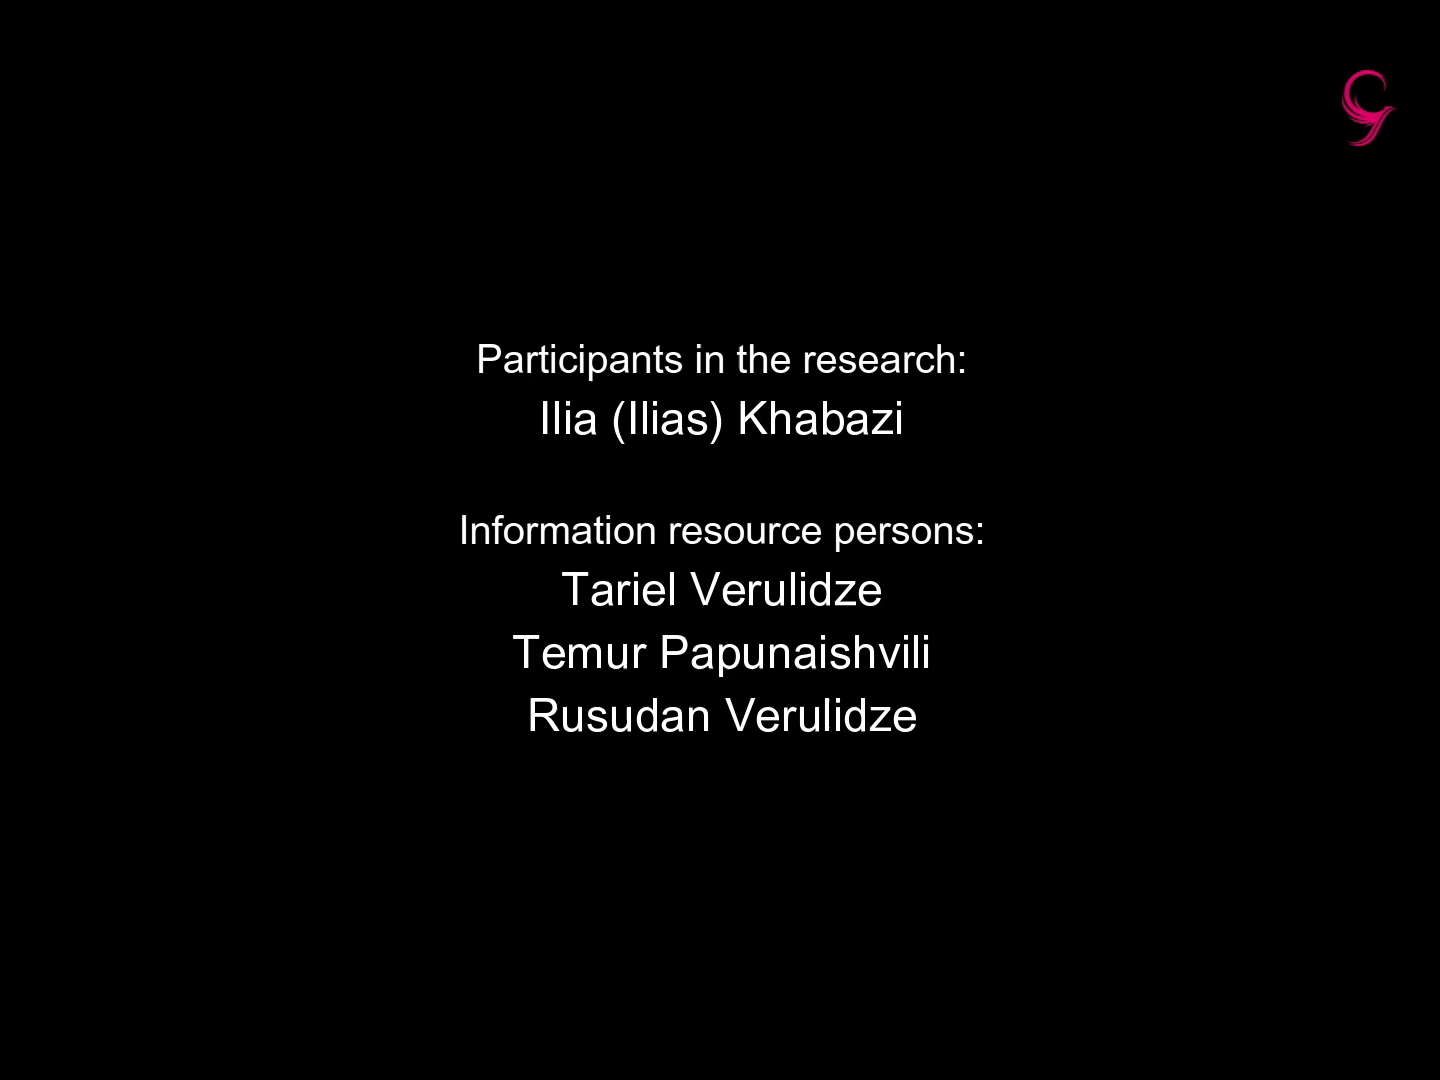 Participants in the research:
Ilia (Ilias) Khabazi
Information resource persons:
Tariel Verulidze
Temur Papunaishvili
Rusudan Verulidze